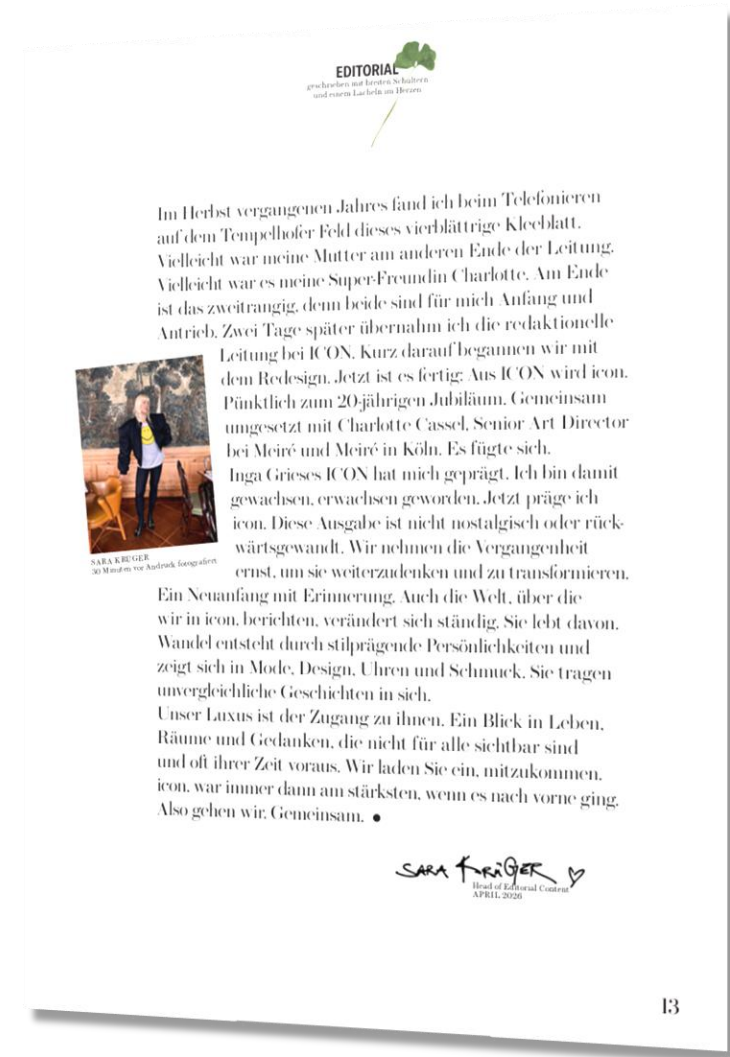 EDITORIAL
geschrieben mit breiten Schultern
und einem Lächeln im Herzen
Im Herbst vergangenen Jahres fand ich beim Telefonieren
auf dem Tempelhofer Feld dieses vierblättrige Kleeblatt.
Vielleicht war meine Mutter am anderen Ende der Leitung.
Vielleicht war es meine Super-Freundin Charlotte. Am Ende
ist das zweitrangig, denn beide sind für mich Anfang und
Antrieb. Zwei Tage später übernahm ich die redaktionelle
Leitung bei ICON. Kurz darauf begannen wir mit
dem Redesign. Jetzt ist es fertig: Aus ICON wird icon.
Pünktlich zum 20-jährigen Jubiläum. Gemeinsam
umgesetzt mit Charlotte Cassel, Senior Art Director
bei Meiré und Meiré in Köln. Es fügte sich.
Inga Grieses ICON hat mich geprägt. Ich bin damit
gewachsen, erwachsen geworden. Jetzt präge ich
icon. Diese Ausgabe ist nicht nostalgisch oder rück-
wärtsgewandt. Wir nehmen die Vergangenheit
ernst, um sie weiterzudenken und zu transformieren.
Ein Neuanfang mit Erinnerung. Auch die Welt, über die
wir in icon. berichten, verändert sich ständig. Sie lebt davon.
Wandel entsteht durch stilprägende Persönlichkeiten und
zeigt sich in Mode, Design, Uhren und Schmuck. Sie tragen
unvergleichliche Geschichten in sich.
Unser Luxus ist der Zugang zu ihnen. Ein Blick in Leben,
Räume und Gedanken, die nicht für alle sichtbar sind
und oft ihrer Zeit voraus. Wir laden Sie ein, mitzukommen.
icon. war immer dann am stärksten, wenn es nach vorne ging.
Also gehen wir. Gemeinsam. ●
SARA KRÜGER
30 Minuten vor Andruck fotografiert
SARA KRÜGER
Head of Editorial Content
APRIL 2026
13